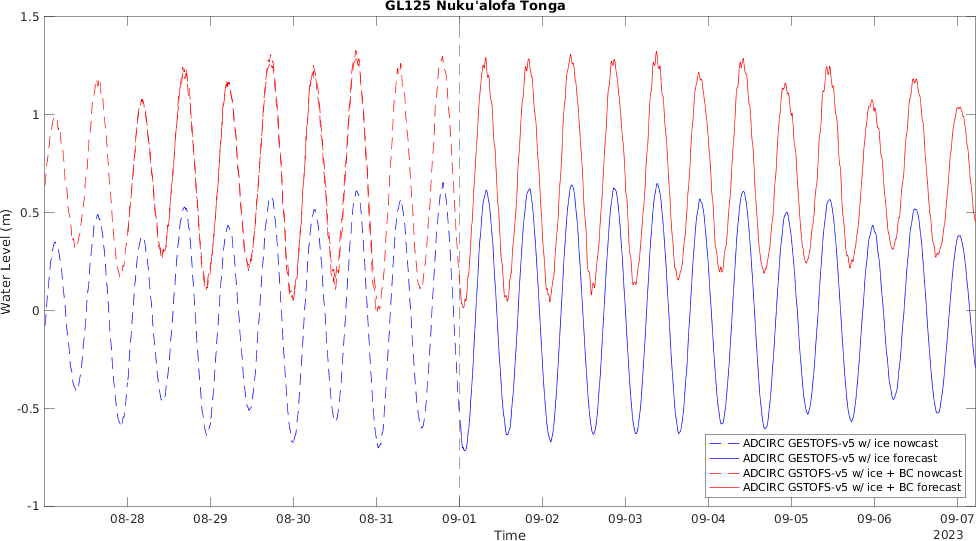 GL125 Nuku'alofa Tonga
1.5
1
0.5
0
-0.5
-1
Water Level (m)
ADCIRC GESTOFS-v5 w/ ice nowcast
ADCIRC GESTOFS-v5 w/ ice forecast
ADCIRC GSTOFS-v5 w/ ice + BC nowcast
ADCIRC GSTOFS-v5 w/ ice + BC forecast
08-28 08-29 08-30 08-31 09-01 09-02 09-03 09-04 09-05 09-06 09-07
Time
2023